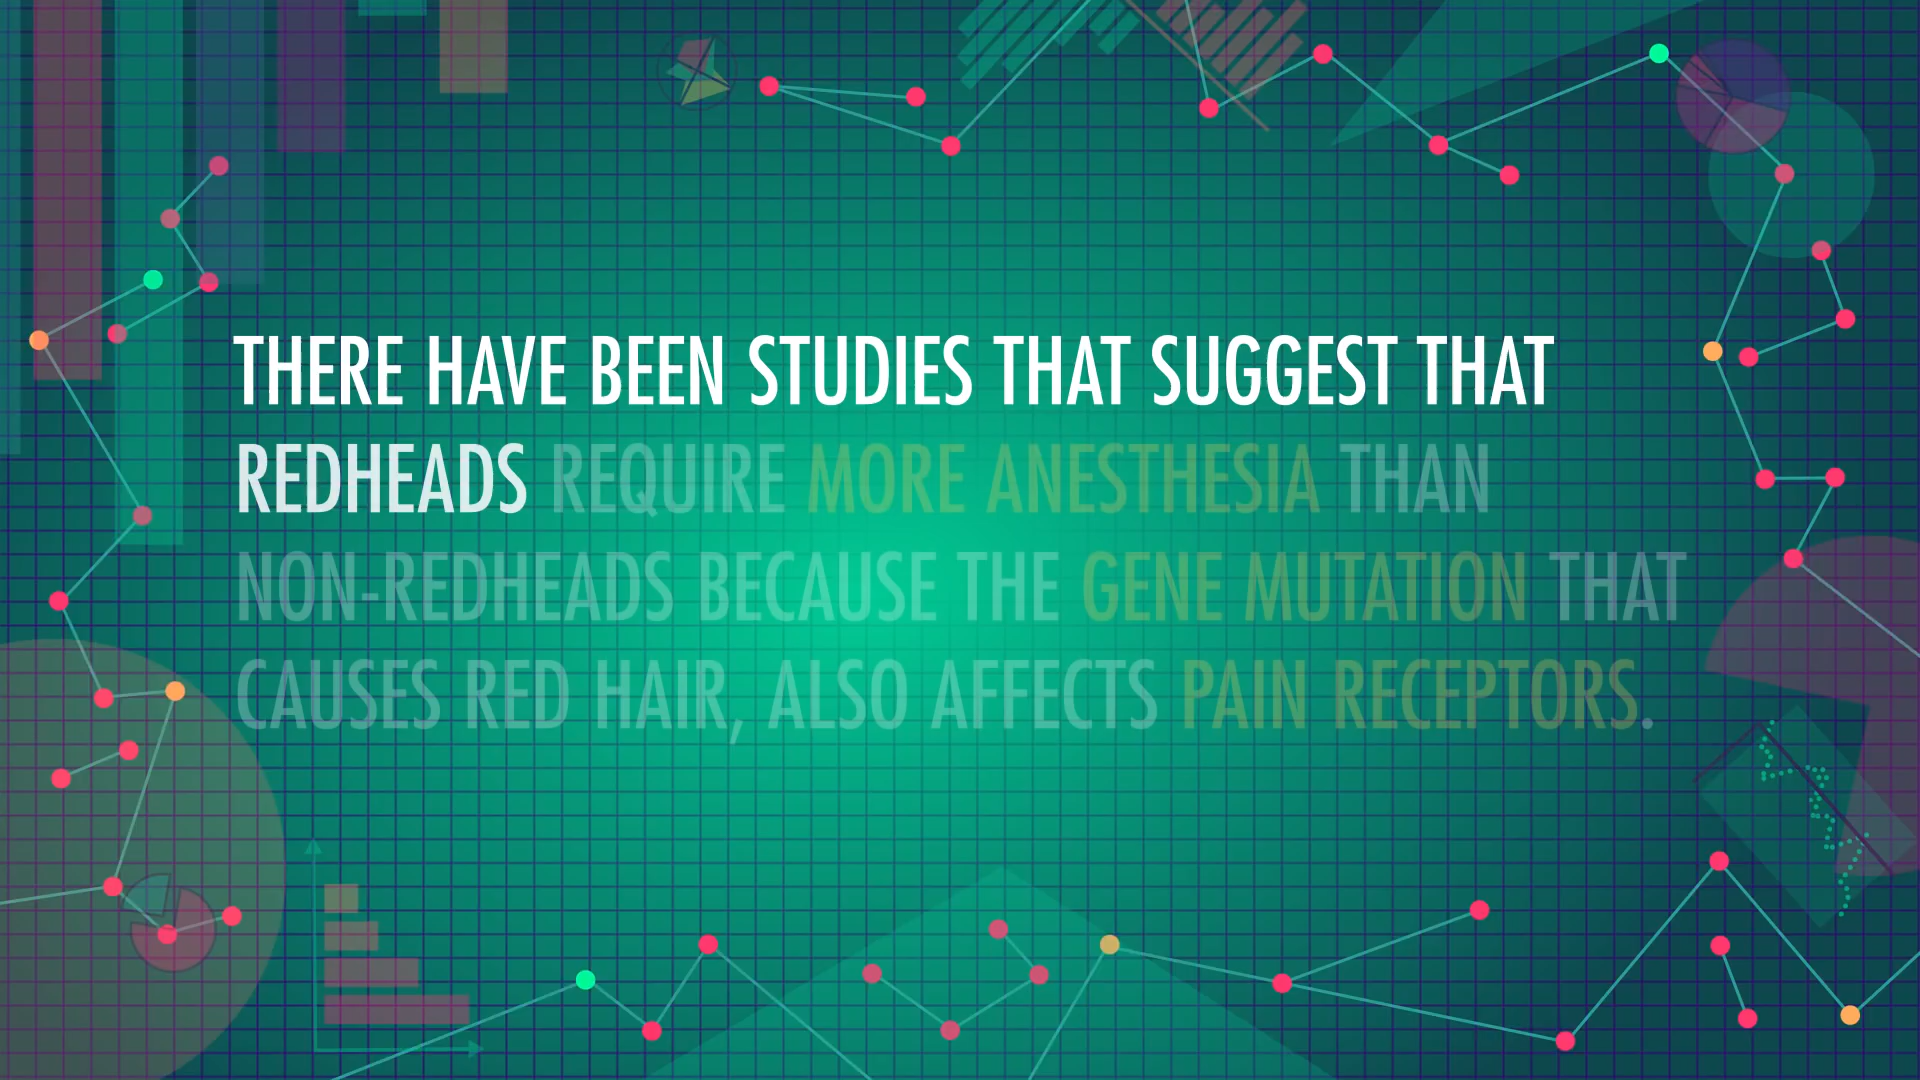 THERE HAVE BEEN STUDIES THAT SUGGEST THAT
REDHEADS REQUIRE MORE ANESTHESIA THAN
NON-REDHEADS BECAUSE THE GENE MUTATION THAT
CAUSES RED HAIR, ALSO AFFECTS PAIN RECEPTORS.